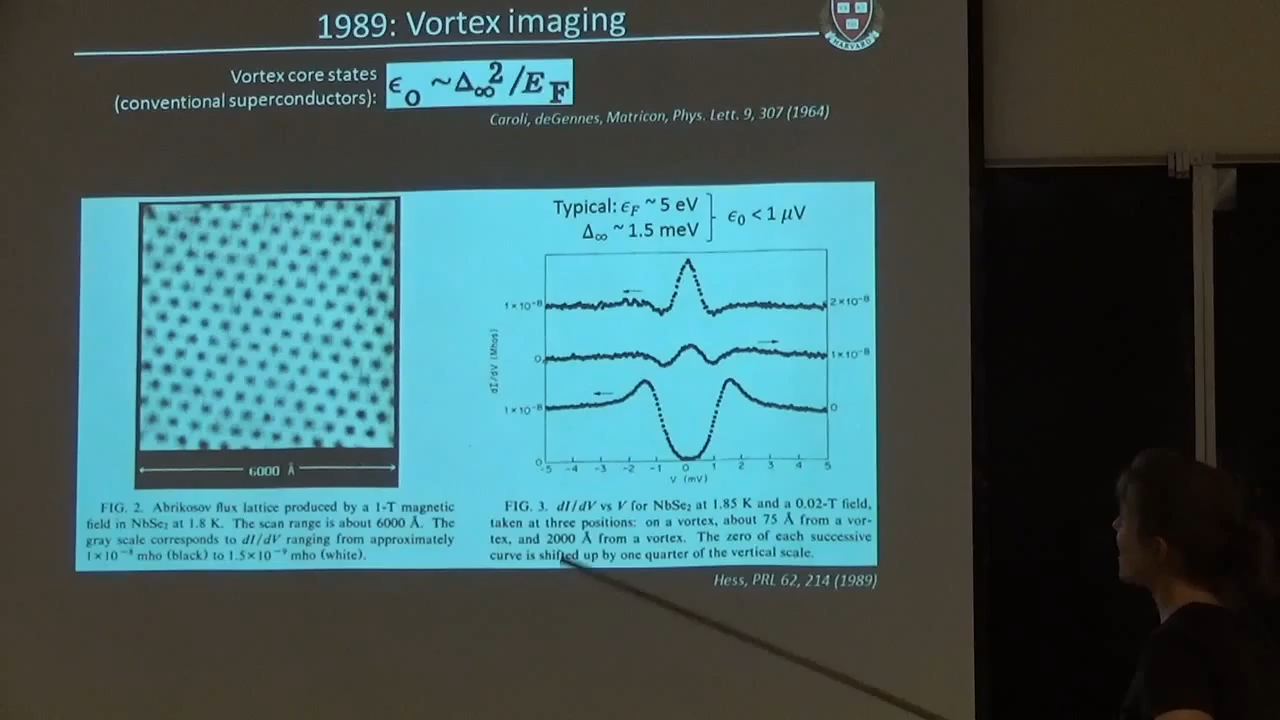 1989: Vortex imaging
HARVARD
Vortex core states
(conventional superconductors):
ϵ₀ ~Δ∞²/E_F
Caroli, deGennes, Matricon, Phys. Lett. 9, 307 (1964)
Typical: ϵF ~ 5 eV
Δ∞ ~ 1.5 meV
ϵ₀ < 1 μV
1×10⁻⁸
2×10⁻⁸
0
1×10⁻⁸
1×10⁻⁸
0
0
dI/dV (Mhos)
-5 -4 -3 -2 -1 0 1 2 3 4 5
V (mV)
6000 Å
FIG. 2. Abrikosov flux lattice produced by a 1-T magnetic
field in NbSe₂ at 1.8 K. The scan range is about 6000 Å. The
gray scale corresponds to dI/dV ranging from approximately
1×10⁻⁸ mho (black) to 1.5×10⁻⁹ mho (white).
FIG. 3. dI/dV vs V for NbSe₂ at 1.85 K and a 0.02-T field,
taken at three positions: on a vortex, about 75 Å from a vor-
tex, and 2000 Å from a vortex. The zero of each successive
curve is shifted up by one quarter of the vertical scale.
Hess, PRL 62, 214 (1989)